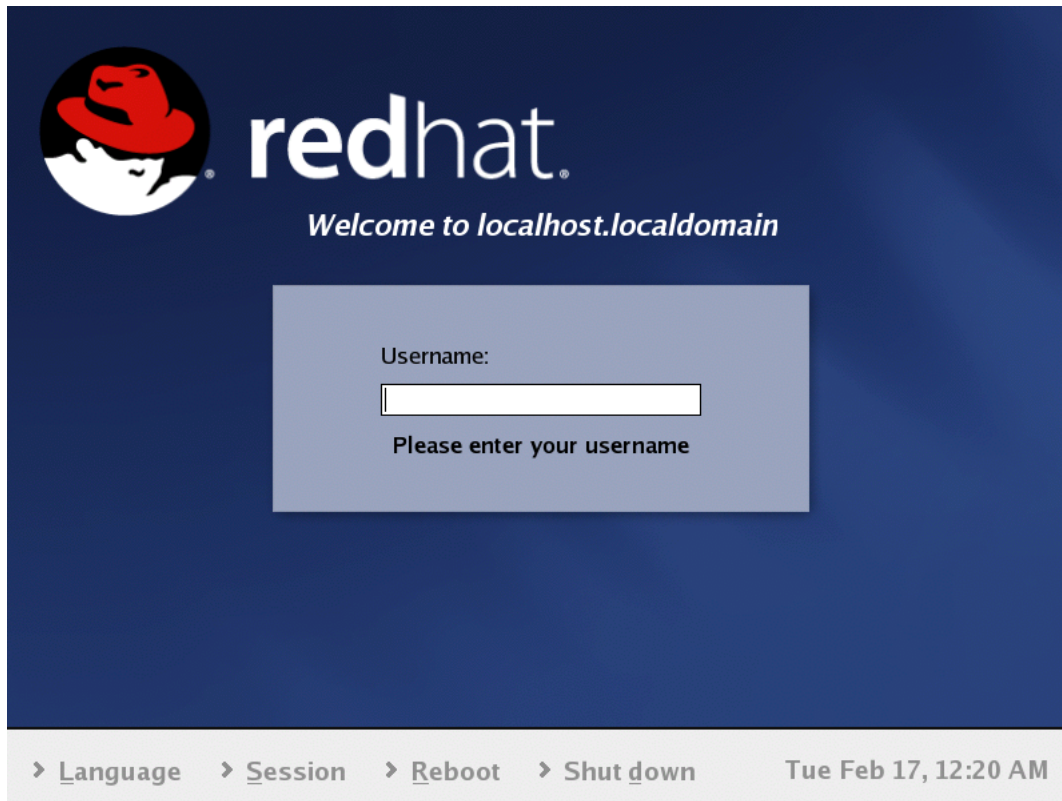 redhat®
Welcome to localhost.localdomain
Username:
Please enter your username
Language Session Reboot Shut down Tue Feb 17, 12:20 AM